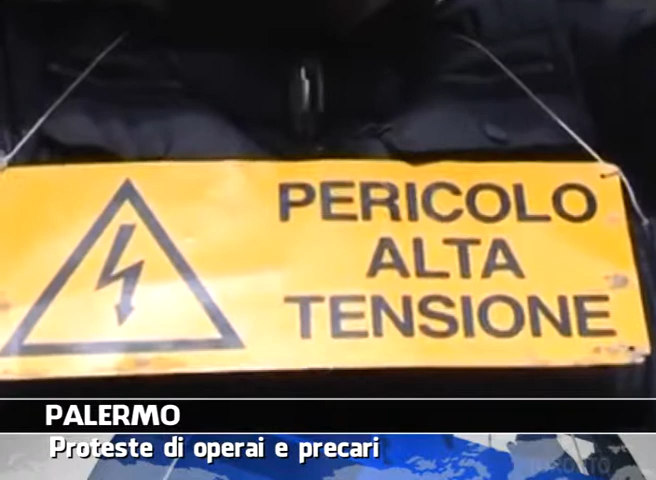 PERICOLO
ALTA
TENSIONE
PALERMO
Proteste di operai e precari